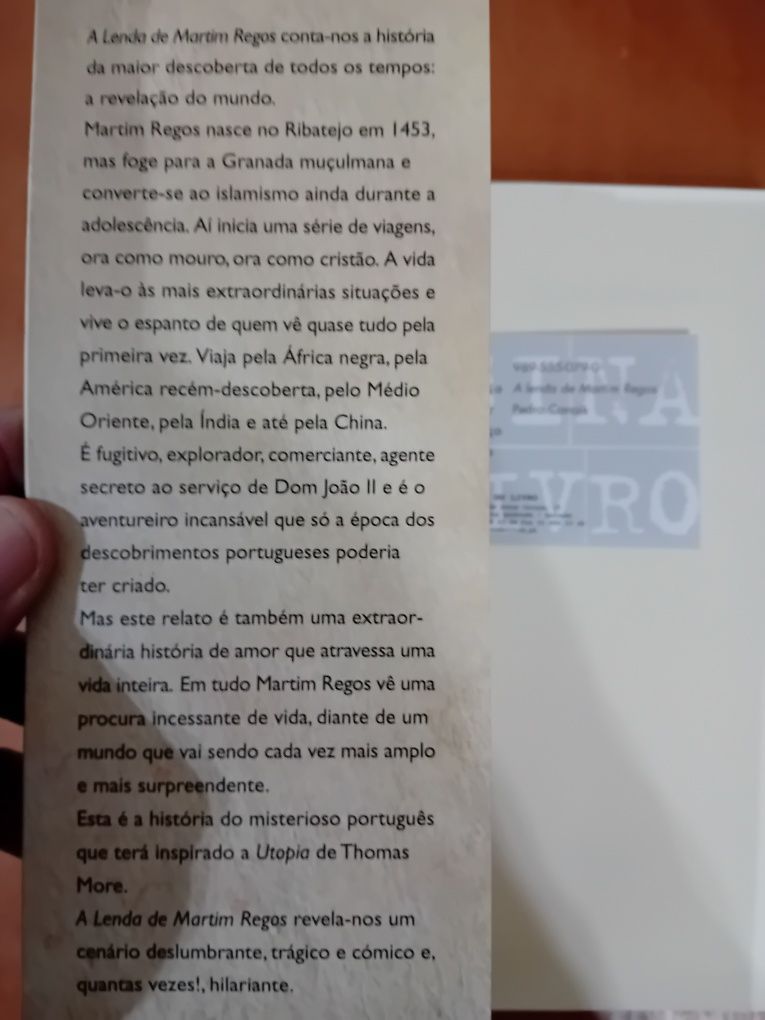 A Lenda de Martim Regos conta-nos a história
da maior descoberta de todos os tempos:
a revelação do mundo.
Martim Regos nasce no Ribatejo em 1453,
mas foge para a Granada muçulmana e
converte-se ao islamismo ainda durante a
adolescência. Aí inicia uma série de viagens,
ora como mouro, ora como cristão. A vida
leva-o às mais extraordinárias situações e
vive o espanto de quem vê quase tudo pela
primeira vez. Viaja pela África negra, pela
América recém-descoberta, pelo Médio
Oriente, pela Índia e até pela China.
É fugitivo, explorador, comerciante, agente
secreto ao serviço de Dom João II e é o
aventureiro incansável que só a época dos
descobrimentos portugueses poderia
ter criado.
Mas este relato é também uma extraor-
dinária história de amor que atravessa uma
vida inteira. Em tudo Martim Regos vê uma
procura incessante de vida, diante de um
mundo que vai sendo cada vez mais amplo
e mais surpreendente.
Esta é a história do misterioso português
que terá inspirado a Utopia de Thomas
More.
A Lenda de Martim Regos revela-nos um
cenário deslumbrante, trágico e cómico e,
quantas vezes!, hilariante.
A lenda de Martim Regos
Pedro Canais
INA
LIVRO
DO LIVRO